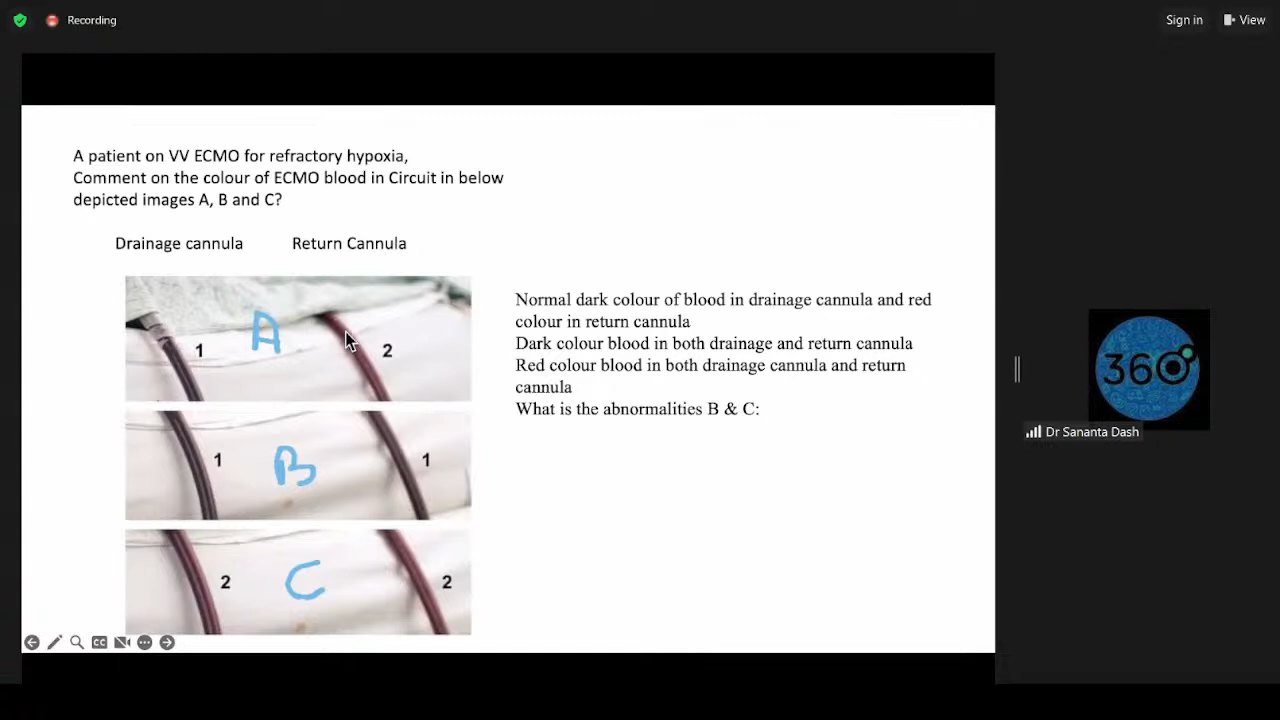 Recording
Sign in
View
A patient on VV ECMO for refractory hypoxia,
Comment on the colour of ECMO blood in Circuit in below
depicted images A, B and C?
Drainage cannula
Return Cannula
1
A
2
1
B
1
2
C
2
Normal dark colour of blood in drainage cannula and red
colour in return cannula
Dark colour blood in both drainage and return cannula
Red colour blood in both drainage cannula and return
cannula
What is the abnormalities B & C:
CC
360
Dr Sananta Dash